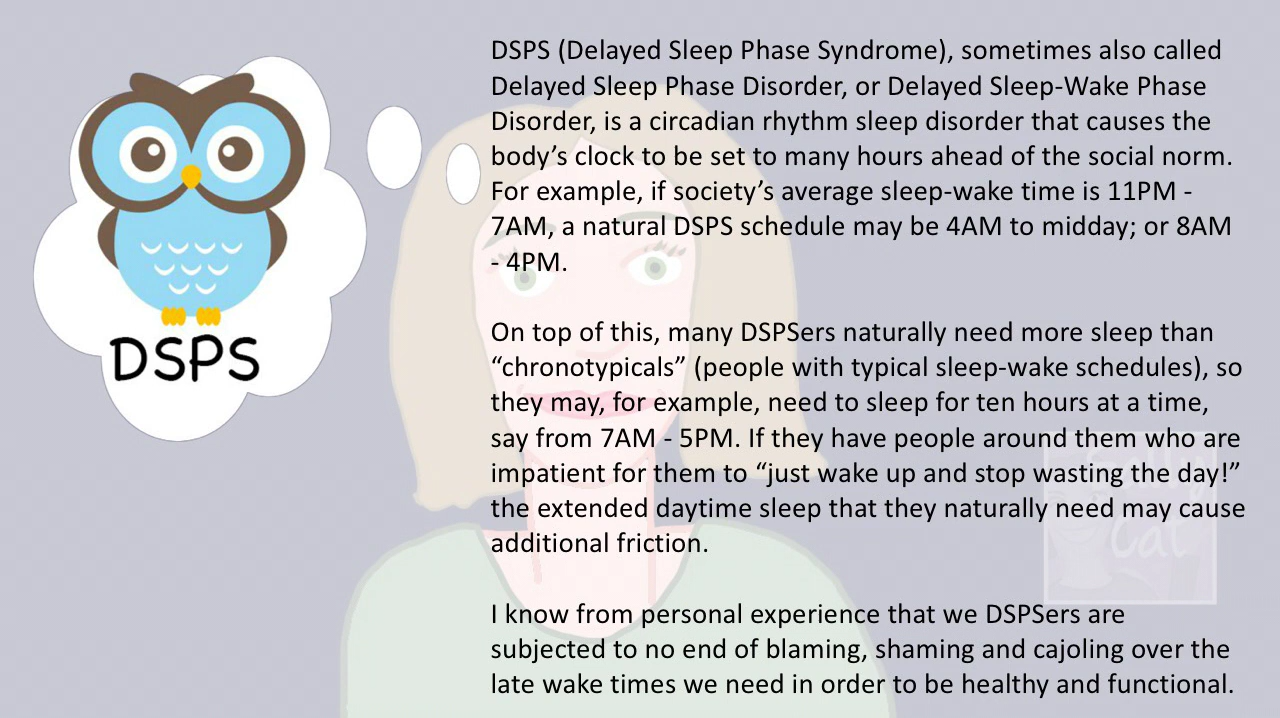 DSPS (Delayed Sleep Phase Syndrome), sometimes also called
Delayed Sleep Phase Disorder, or Delayed Sleep-Wake Phase
Disorder, is a circadian rhythm sleep disorder that causes the
body’s clock to be set to many hours ahead of the social norm.
For example, if society’s average sleep-wake time is 11PM -
7AM, a natural DSPS schedule may be 4AM to midday; or 8AM
- 4PM.
DSPS
On top of this, many DSPSers naturally need more sleep than
“chronotypicals” (people with typical sleep-wake schedules), so
they may, for example, need to sleep for ten hours at a time,
say from 7AM - 5PM. If they have people around them who are
impatient for them to “just wake up and stop wasting the day!”
the extended daytime sleep that they naturally need may cause
additional friction.
Sally
Cat
I know from personal experience that we DSPSers are
subjected to no end of blaming, shaming and cajoling over the
late wake times we need in order to be healthy and functional.